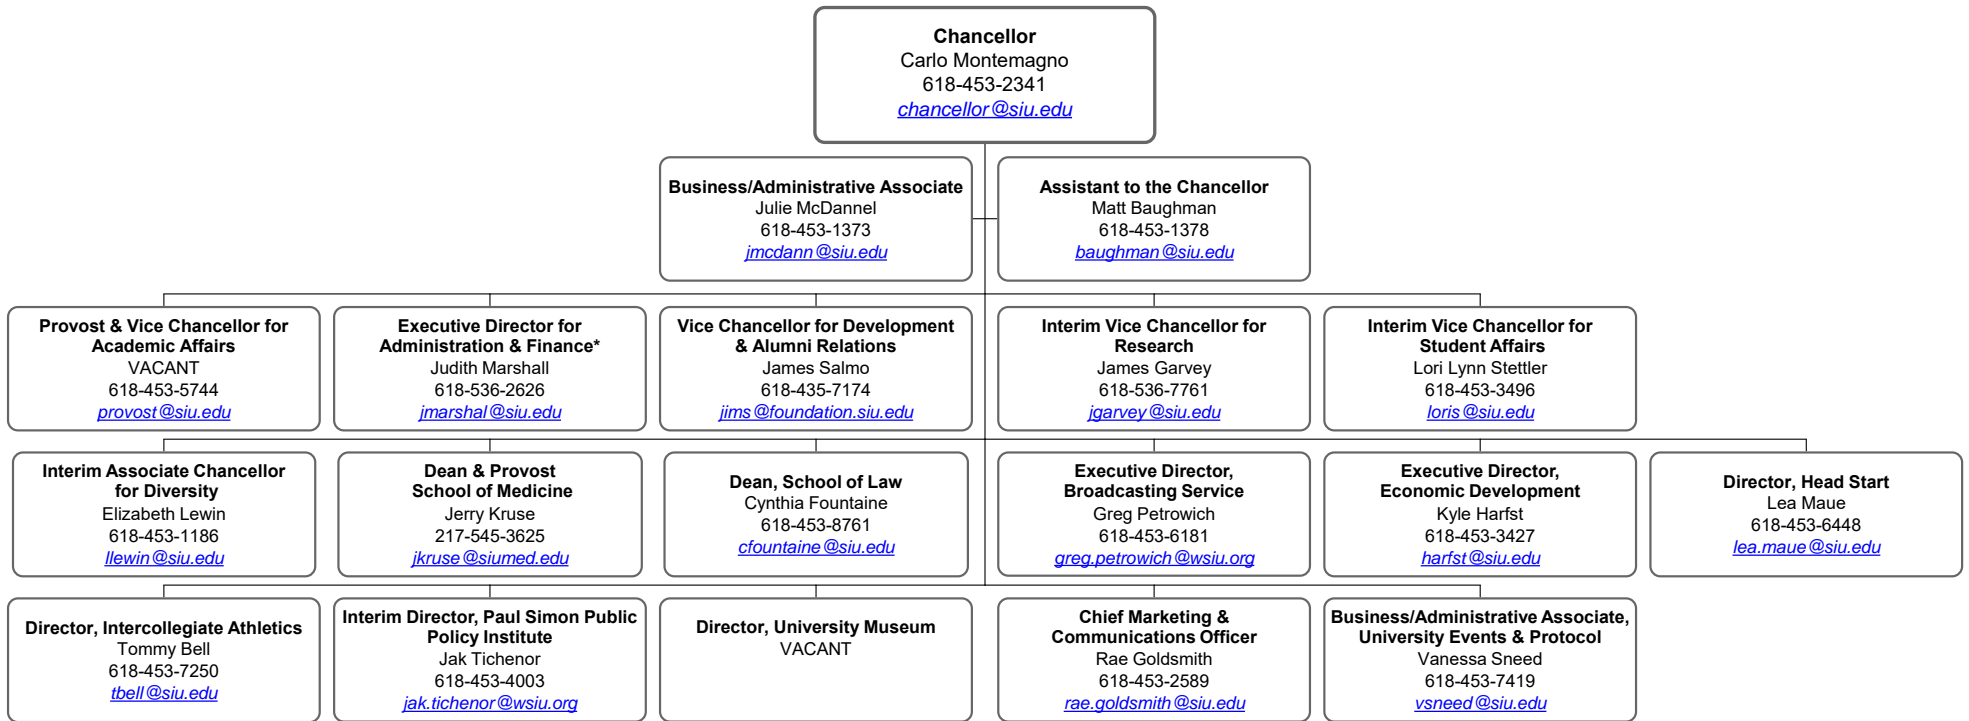 Chancellor
Carlo Montemagno
618-453-2341
chancellor@siu.edu
Business/Administrative Associate
Julie McDannel
618-453-1373
jmcdann@siu.edu
Assistant to the Chancellor
Matt Baughman
618-453-1378
baughman@siu.edu
Provost & Vice Chancellor for
Academic Affairs
VACANT
618-453-5744
provost@siu.edu
Executive Director for
Administration & Finance*
Judith Marshall
618-536-2626
jmarshal@siu.edu
Vice Chancellor for Development
& Alumni Relations
James Salmo
618-435-7174
jims@foundation.siu.edu
Interim Vice Chancellor for
Research
James Garvey
618-536-7761
jgarvey@siu.edu
Interim Vice Chancellor for
Student Affairs
Lori Lynn Stettler
618-453-3496
loris@siu.edu
Interim Associate Chancellor
for Diversity
Elizabeth Lewin
618-453-1186
llewin@siu.edu
Dean & Provost
School of Medicine
Jerry Kruse
217-545-3625
jkruse@siumed.edu
Dean, School of Law
Cynthia Fountaine
618-453-8761
cfountaine@siu.edu
Executive Director,
Broadcasting Service
Greg Petrowich
618-453-6181
greg.petrowich@wsiu.org
Executive Director,
Economic Development
Kyle Harfst
618-453-3427
harfst@siu.edu
Director, Head Start
Lea Maue
618-453-6448
lea.maue@siu.edu
Director, Intercollegiate Athletics
Tommy Bell
618-453-7250
tbell@siu.edu
Interim Director, Paul Simon Public
Policy Institute
Jak Tichenor
618-453-4003
jak.tichenor@wsiu.org
Director, University Museum
VACANT
Chief Marketing &
Communications Officer
Rae Goldsmith
618-453-2589
rae.goldsmith@siu.edu
Business/Administrative Associate,
University Events & Protocol
Vanessa Sneed
618-453-7419
vsneed@siu.edu